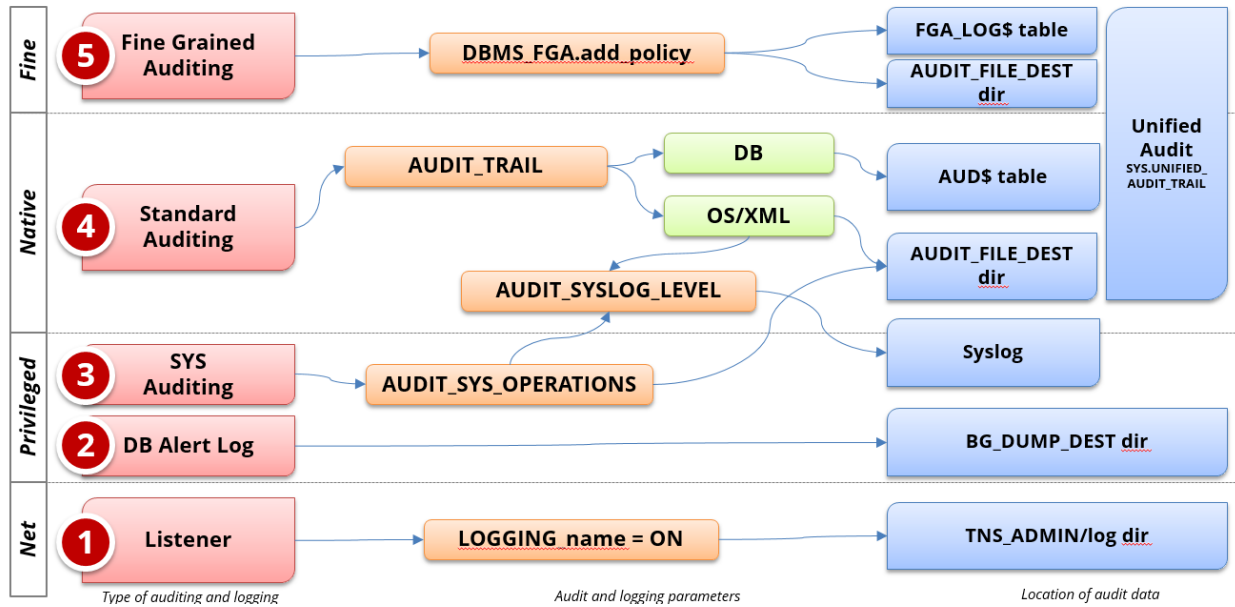 Fine
5
Fine Grained
Auditing
DBMS_FGA.add_policy
FGA_LOG$ table
AUDIT_FILE_DEST
dir
Unified
Audit
SYS.UNIFIED_
AUDIT_TRAIL
Native
4
Standard
Auditing
AUDIT_TRAIL
DB
OS/XML
AUDIT_SYSLOG_LEVEL
AUD$ table
AUDIT_FILE_DEST
dir
Privileged
3
SYS
Auditing
AUDIT_SYS_OPERATIONS
Syslog
2
DB Alert Log
BG_DUMP_DEST dir
Net
1
Listener
LOGGING_name = ON
TNS_ADMIN/log dir
Type of auditing and logging
Audit and logging parameters
Location of audit data